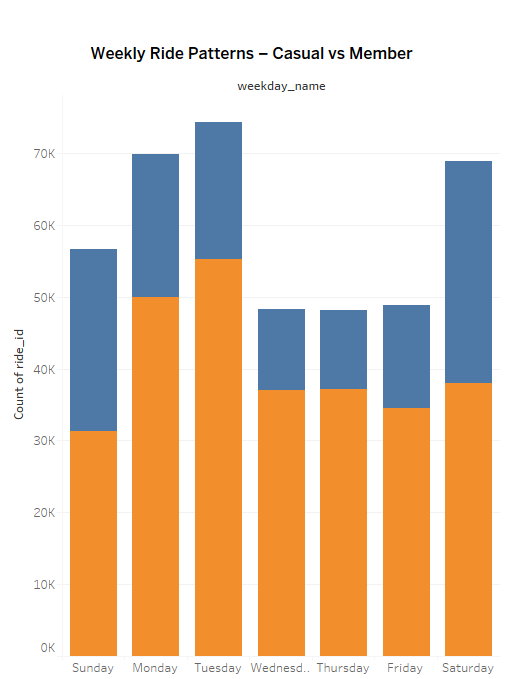 Weekly Ride Patterns – Casual vs Member
weekday_name
Count of ride_id
70K
60K
50K
40K
30K
20K
10K
0K
Sunday Monday Tuesday Wednesd.. Thursday Friday Saturday